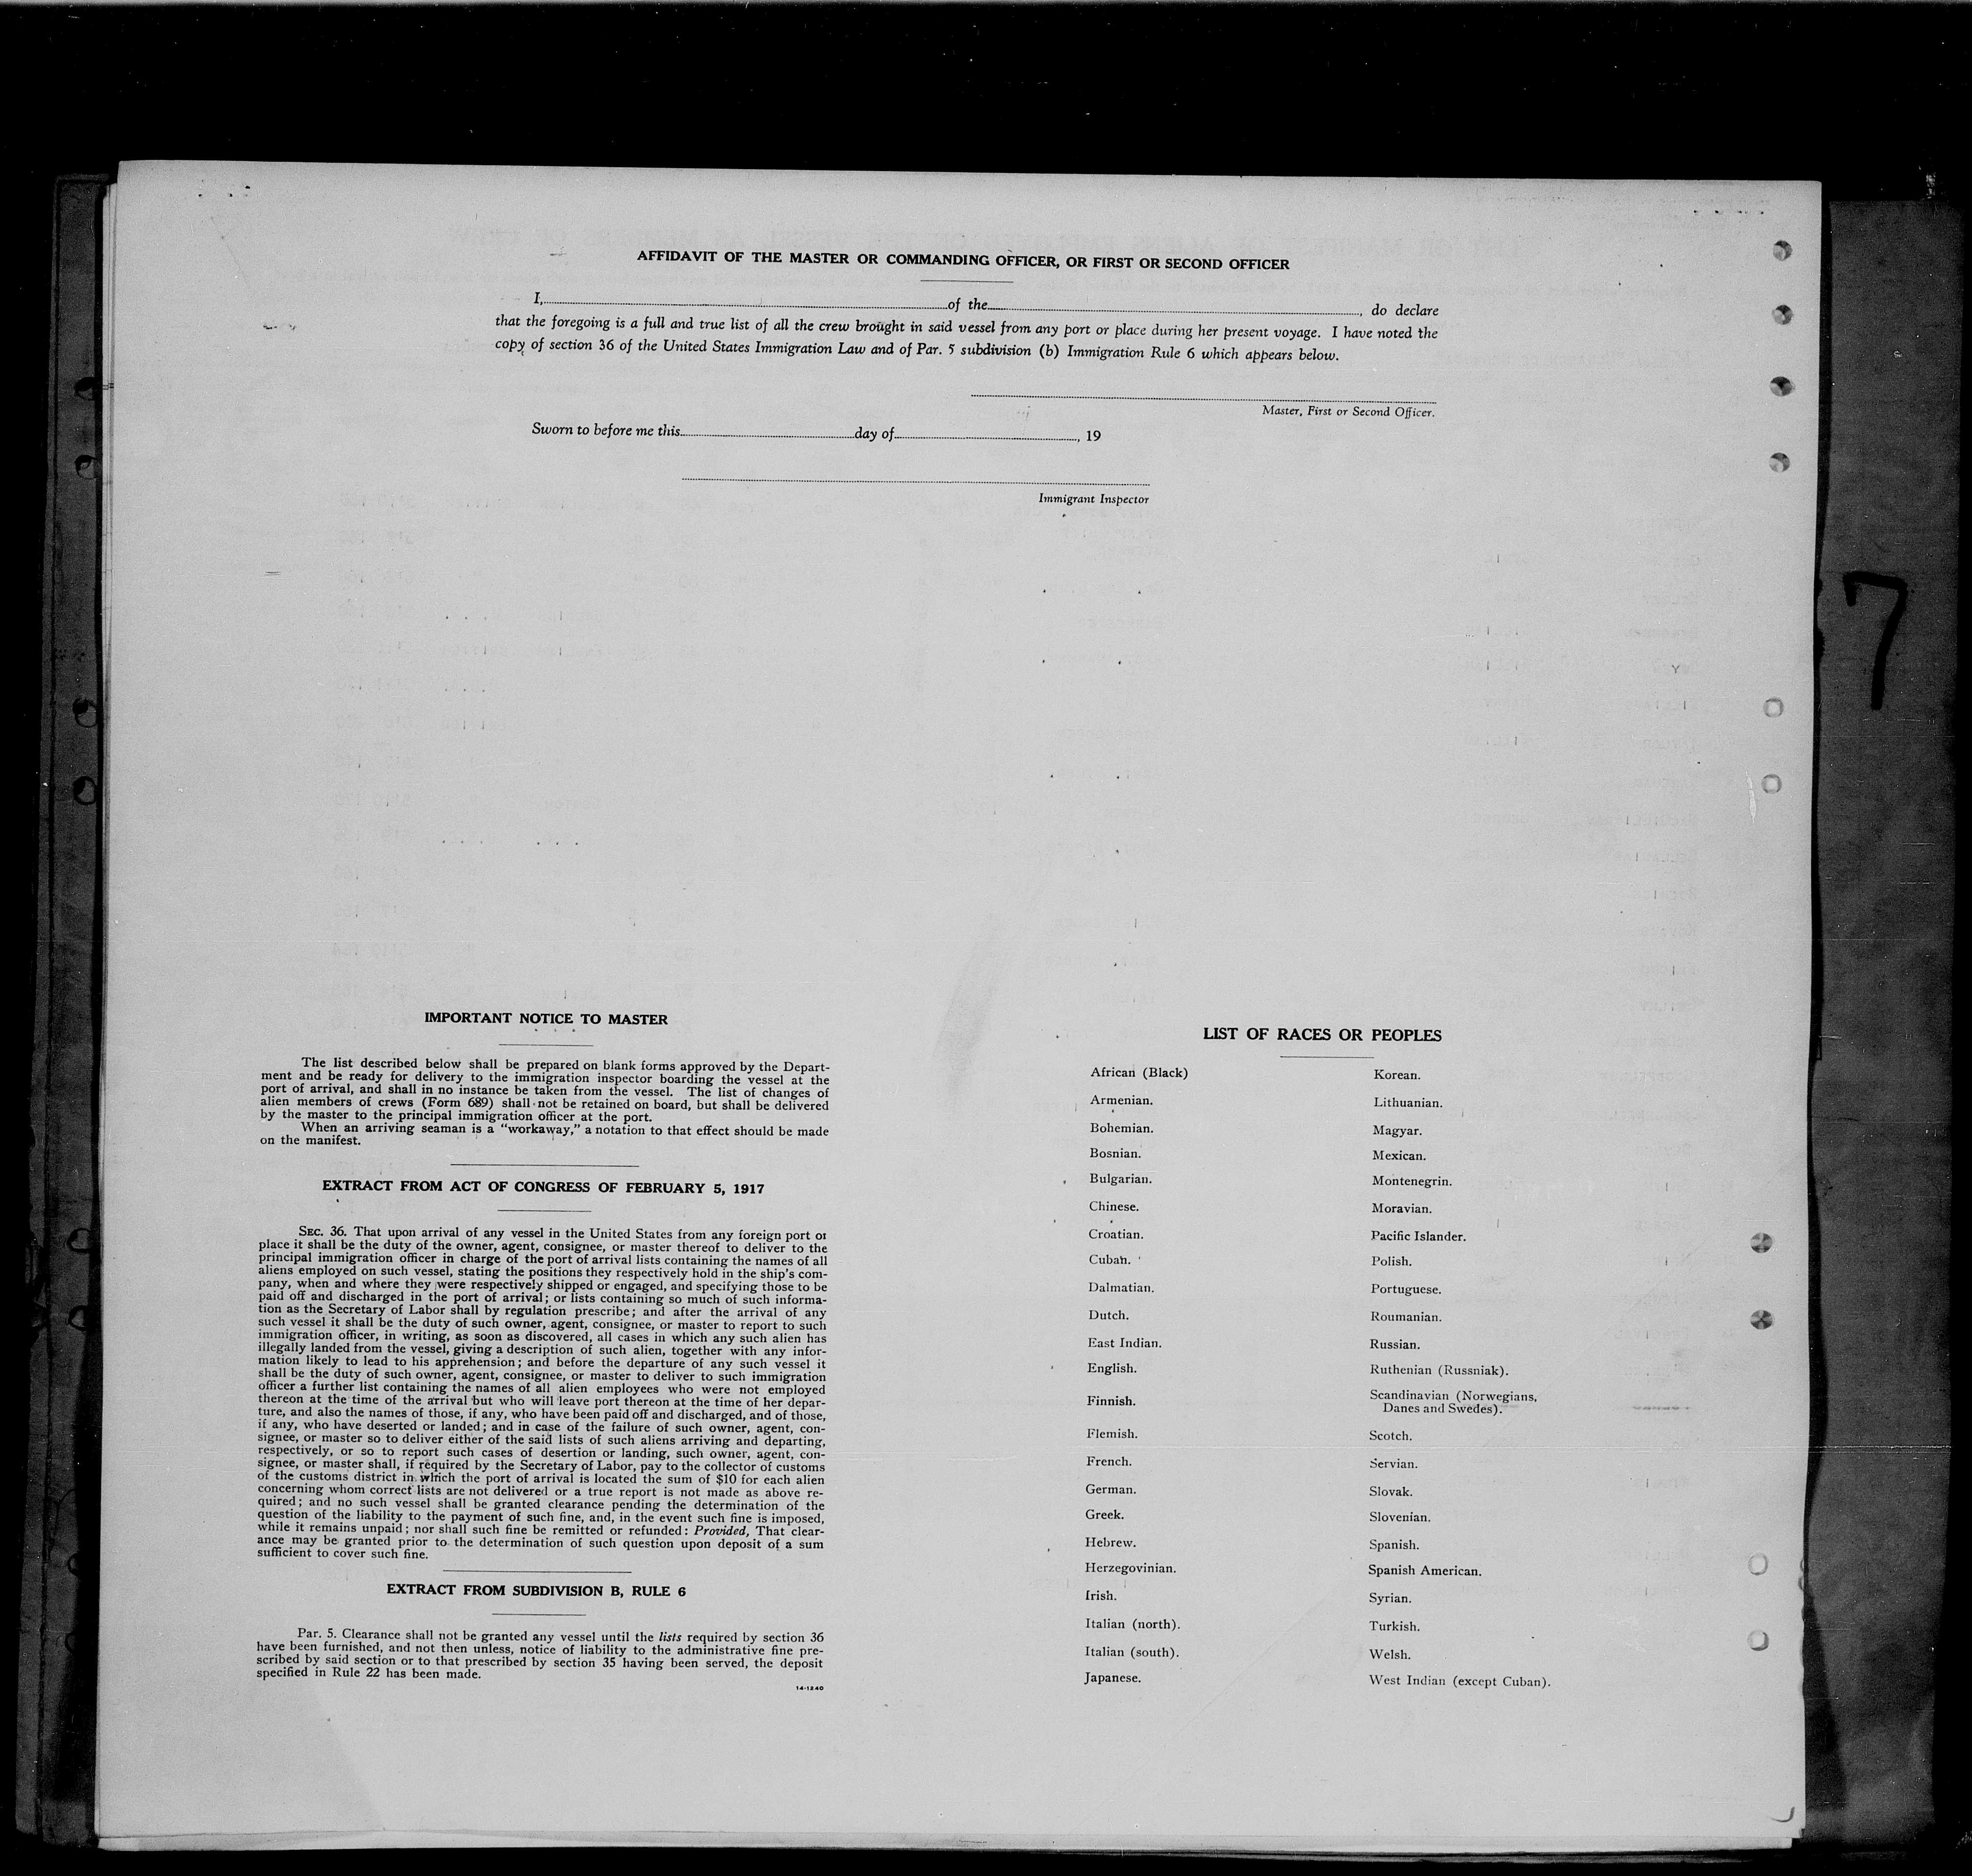 AFFIDAVIT OF THE MASTER OR COMMANDING OFFICER, OR FIRST OR SECOND OFFICER
I, of the , do declare
that the foregoing is a full and true list of all the crew brought in said vessel from any port or place during her present voyage. I have noted the
copy of section 36 of the United States Immigration Law and of Par. 5 subdivision (b) Immigration Rule 6 which appears below.
Master, First or Second Officer.
Sworn to before me this day of , 19
Immigrant Inspector
7
IMPORTANT NOTICE TO MASTER
The list described below shall be prepared on blank forms approved by the Depart-
ment and be ready for delivery to the immigration inspector boarding the vessel at the
port of arrival, and shall in no instance be taken from the vessel. The list of changes of
alien members of crews (Form 689) shall not be retained on board, but shall be delivered
by the master to the principal immigration officer at the port.
When an arriving seaman is a "workaway," a notation to that effect should be made
on the manifest.
EXTRACT FROM ACT OF CONGRESS OF FEBRUARY 5, 1917
SEC. 36. That upon arrival of any vessel in the United States from any foreign port or
place it shall be the duty of the owner, agent, consignee, or master thereof to deliver to the
principal immigration officer in charge of the port of arrival lists containing the names of all
aliens employed on such vessel, stating the positions they respectively hold in the ship's com-
pany, when and where they were respectively shipped or engaged, and specifying those to be
paid off and discharged in the port of arrival; or lists containing so much of such informa-
tion as the Secretary of Labor shall by regulation prescribe; and after the arrival of any
such vessel it shall be the duty of such owner, agent, consignee, or master to report to such
immigration officer, in writing, as soon as discovered, all cases in which any such alien has
illegally landed from the vessel, giving a description of such alien, together with any infor-
mation likely to lead to his apprehension; and before the departure of any such vessel it
shall be the duty of such owner, agent, consignee, or master to deliver to such immigration
officer a further list containing the names of all alien employees who were not employed
thereon at the time of the arrival but who will leave port thereon at the time of her depar-
ture, and also the names of those, if any, who have been paid off and discharged, and of those,
if any, who have deserted or landed; and in case of the failure of such owner, agent, con-
signee, or master so to deliver either of the said lists of such aliens arriving and departing,
respectively, or so to report such cases of desertion or landing, such owner, agent, con-
signee, or master shall, if required by the Secretary of Labor, pay to the collector of customs
of the customs district in which the port of arrival is located the sum of $10 for each alien
concerning whom correct lists are not delivered or a true report is not made as above re-
quired; and no such vessel shall be granted clearance pending the determination of the
question of the liability to the payment of such fine, and, in the event such fine is imposed,
while it remains unpaid; nor shall such fine be remitted or refunded: Provided, That clear-
ance may be granted prior to the determination of such question upon deposit of a sum
sufficient to cover such fine.
EXTRACT FROM SUBDIVISION B, RULE 6
Par. 5. Clearance shall not be granted any vessel until the lists required by section 36
have been furnished, and not then unless, notice of liability to the administrative fine pre-
scribed by said section or to that prescribed by section 35 having been served, the deposit
specified in Rule 22 has been made.
14-1240
LIST OF RACES OR PEOPLES
African (Black)
Armenian.
Bohemian.
Bosnian.
Bulgarian.
Chinese.
Croatian.
Cuban.
Dalmatian.
Dutch.
East Indian.
English.
Finnish.
Flemish.
French.
German.
Greek.
Hebrew.
Herzegovinian.
Irish.
Italian (north).
Italian (south).
Japanese.
Korean.
Lithuanian.
Magyar.
Mexican.
Montenegrin.
Moravian.
Pacific Islander.
Polish.
Portuguese.
Roumanian.
Russian.
Ruthenian (Russniak).
Scandinavian (Norwegians,
Danes and Swedes).
Scotch.
Servian.
Slovak.
Slovenian.
Spanish.
Spanish American.
Syrian.
Turkish.
Welsh.
West Indian (except Cuban).